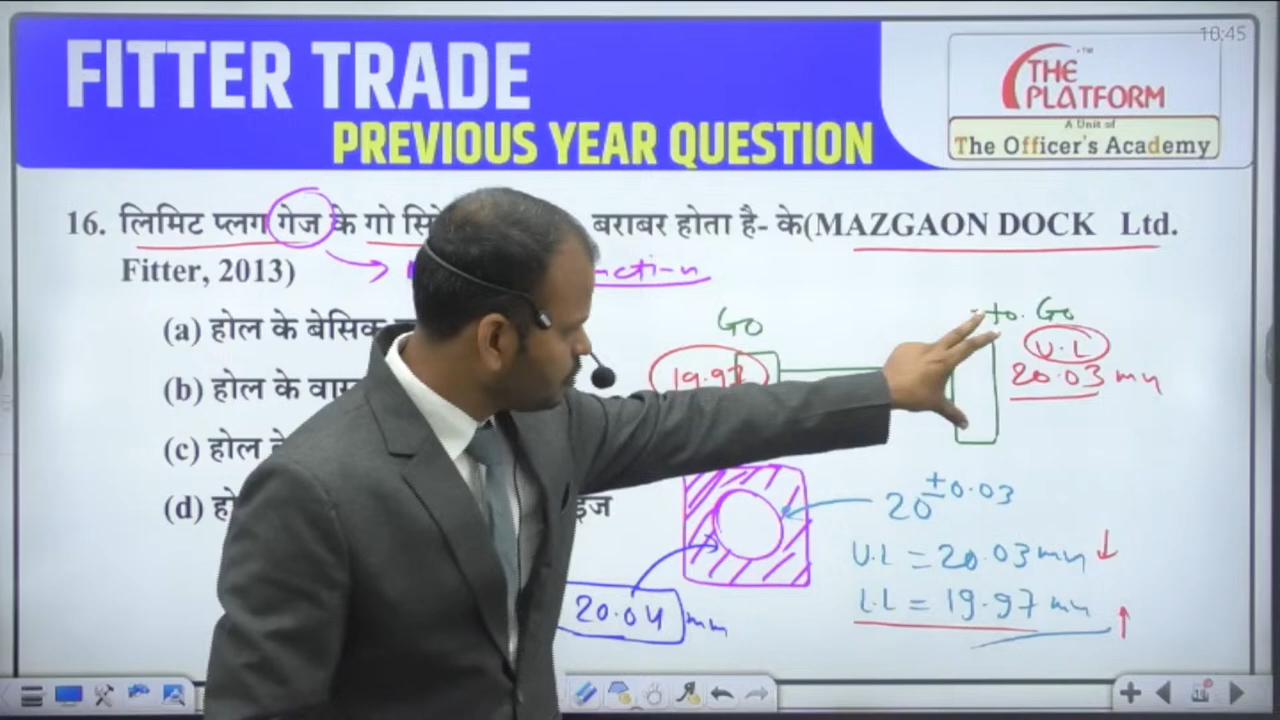 10:45
FITTER TRADE
PREVIOUS YEAR QUESTION
THE
PLATFORM
A Unit of
The Officer's Academy
16. लिमिट प्लग गेज के गो बराबर होता है- के(MAZGAON DOCK Ltd.
Fitter, 2013)
(a) होल के बेसिक
(b) होल के
(c) होल
(d)
Go
to Go
U.L
19.97
20.03 mm
20 ±0.03
U.L = 20.03 mm ↓
L.L = 19.97 mm ↑
20.04 mm